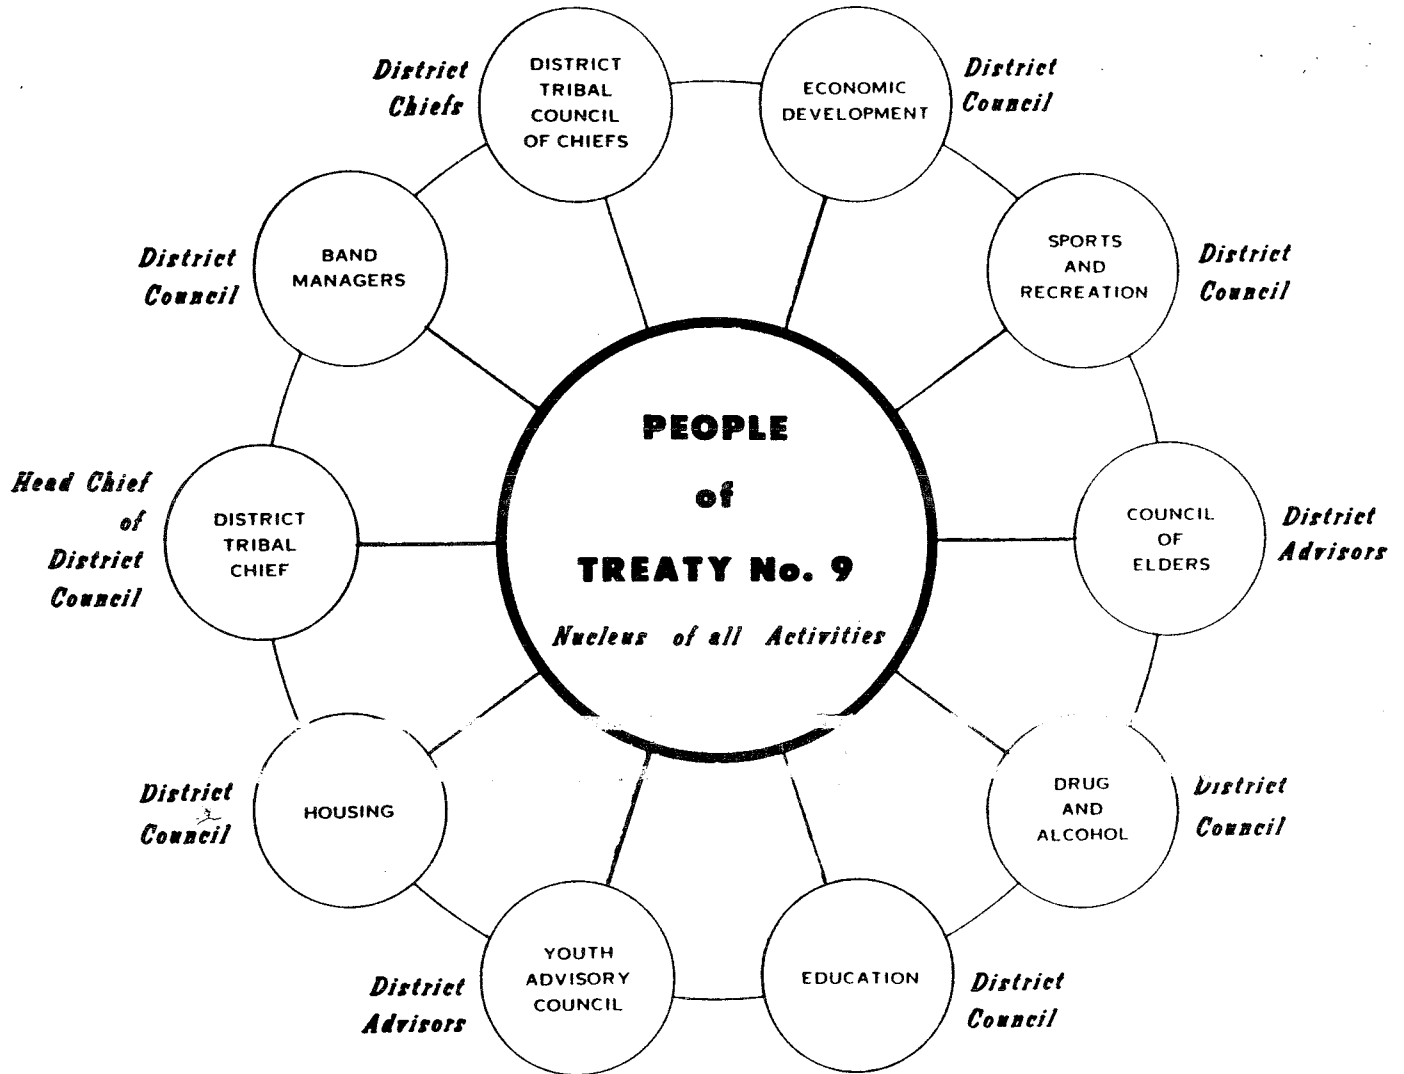 District
Chiefs
DISTRICT
TRIBAL
COUNCIL
OF CHIEFS
ECONOMIC
DEVELOPMENT
District
Council
District
Council
BAND
MANAGERS
SPORTS
AND
RECREATION
District
Council
Head Chief
of
District
Council
DISTRICT
TRIBAL
CHIEF
PEOPLE
of
TREATY No. 9
Nucleus of all Activities
COUNCIL
OF
ELDERS
District
Advisors
District
Council
HOUSING
DRUG
AND
ALCOHOL
District
Council
District
Advisors
YOUTH
ADVISORY
COUNCIL
EDUCATION
District
Council